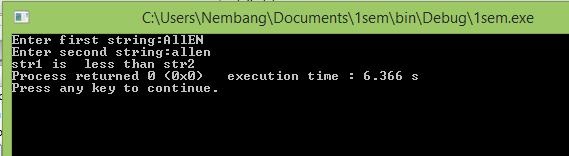 C:\Users\Nembang\Documents\1sem\bin\Debug\1sem.exe
Enter first string:AllEN
Enter second string:allen
str1 is  less than str2
Process returned 0 (0x0)   execution time : 6.366 s
Press any key to continue.